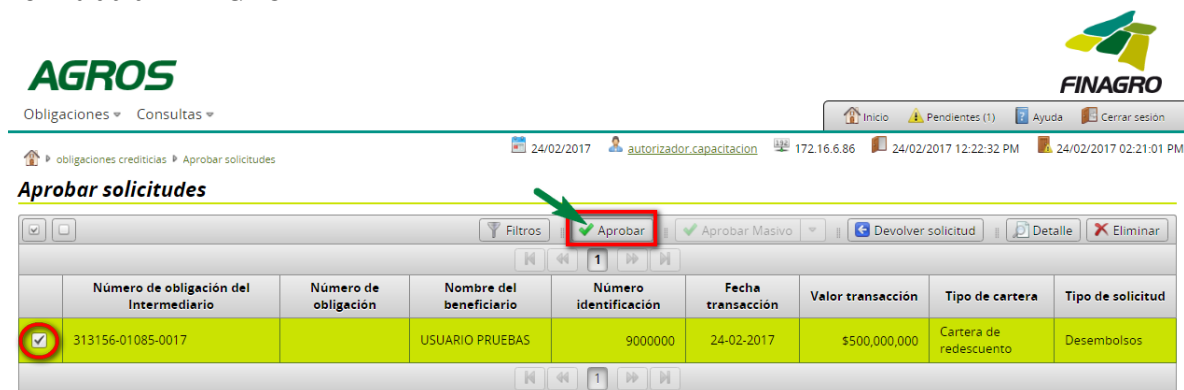 AGROS
FINAGRO
Obligaciones Consultas
Inicio Pendientes (1) Ayuda Cerrar sesión
obligaciones crediticias Aprobar solicitudes
24/02/2017 autorizador.capacitacion 172.16.6.86 24/02/2017 12:22:32 PM 24/02/2017 02:21:01 PM
Aprobar solicitudes
Filtros Aprobar Aprobar Masivo Devolver solicitud Detalle Eliminar
1
Número de obligación del Intermediario Número de obligación Nombre del beneficiario Número identificación Fecha transacción Valor transacción Tipo de cartera Tipo de solicitud
313156-01085-0017 USUARIO PRUEBAS 9000000 24-02-2017 $500,000,000 Cartera de redescuento Desembolsos
1